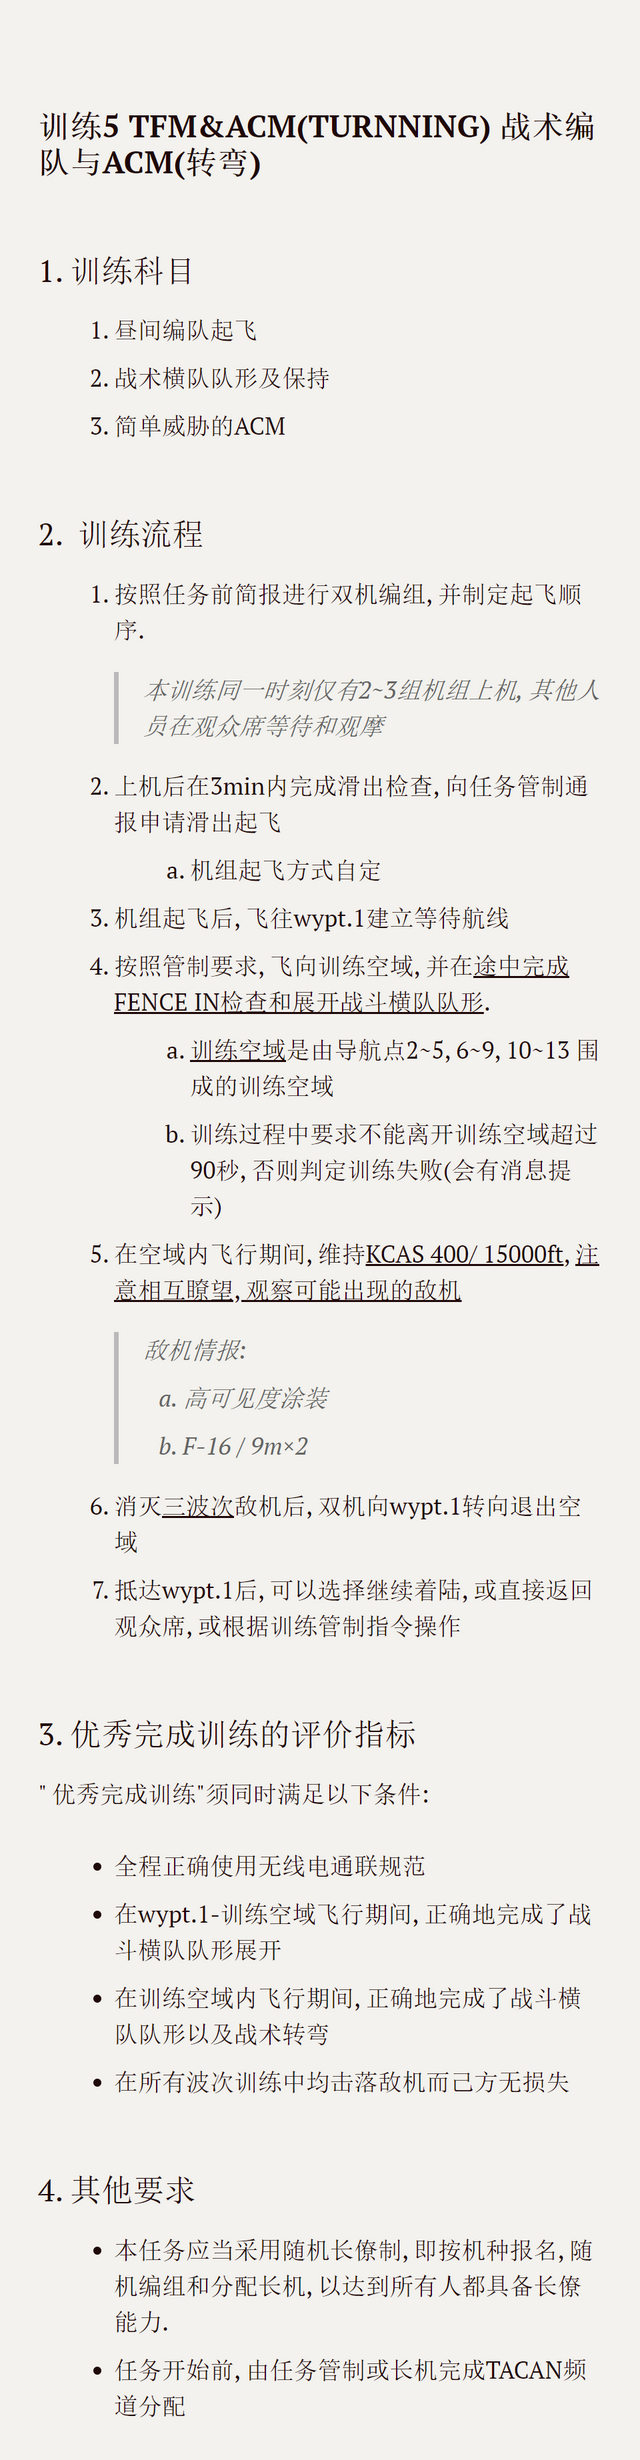 训练5 TFM&ACM(TURNNING) 战术编
队与ACM(转弯)
1. 训练科目
1. 昼间编队起飞
2. 战术横队队形及保持
3. 简单威胁的ACM
2. 训练流程
1. 按照任务前简报进行双机编组, 并制定起飞顺
序.
本训练同一时刻仅有2~3组机组上机, 其他人
员在观众席等待和观摩
2. 上机后在3min内完成滑出检查, 向任务管制通
报申请滑出起飞
a. 机组起飞方式自定
3. 机组起飞后, 飞往wypt.1建立等待航线
4. 按照管制要求, 飞向训练空域, 并在途中完成
FENCE IN检查和展开战斗横队队形.
a. 训练空域是由导航点2~5, 6~9, 10~13 围
成的训练空域
b. 训练过程中要求不能离开训练空域超过
90秒, 否则判定训练失败(会有消息提
示)
5. 在空域内飞行期间, 维持KCAS 400/ 15000ft, 注
意相互瞭望, 观察可能出现的敌机
敌机情报:
a. 高可见度涂装
b. F-16 / 9m×2
6. 消灭三波次敌机后, 双机向wypt.1转向退出空
域
7. 抵达wypt.1后, 可以选择继续着陆, 或直接返回
观众席, 或根据训练管制指令操作
3. 优秀完成训练的评价指标
" 优秀完成训练"须同时满足以下条件:
• 全程正确使用无线电通联规范
• 在wypt.1-训练空域飞行期间, 正确地完成了战
斗横队队形展开
• 在训练空域内飞行期间, 正确地完成了战斗横
队队形以及战术转弯
• 在所有波次训练中均击落敌机而己方无损失
4. 其他要求
• 本任务应当采用随机长僚制, 即按机种报名, 随
机编组和分配长机, 以达到所有人都具备长僚
能力.
• 任务开始前, 由任务管制或长机完成TACAN频
道分配